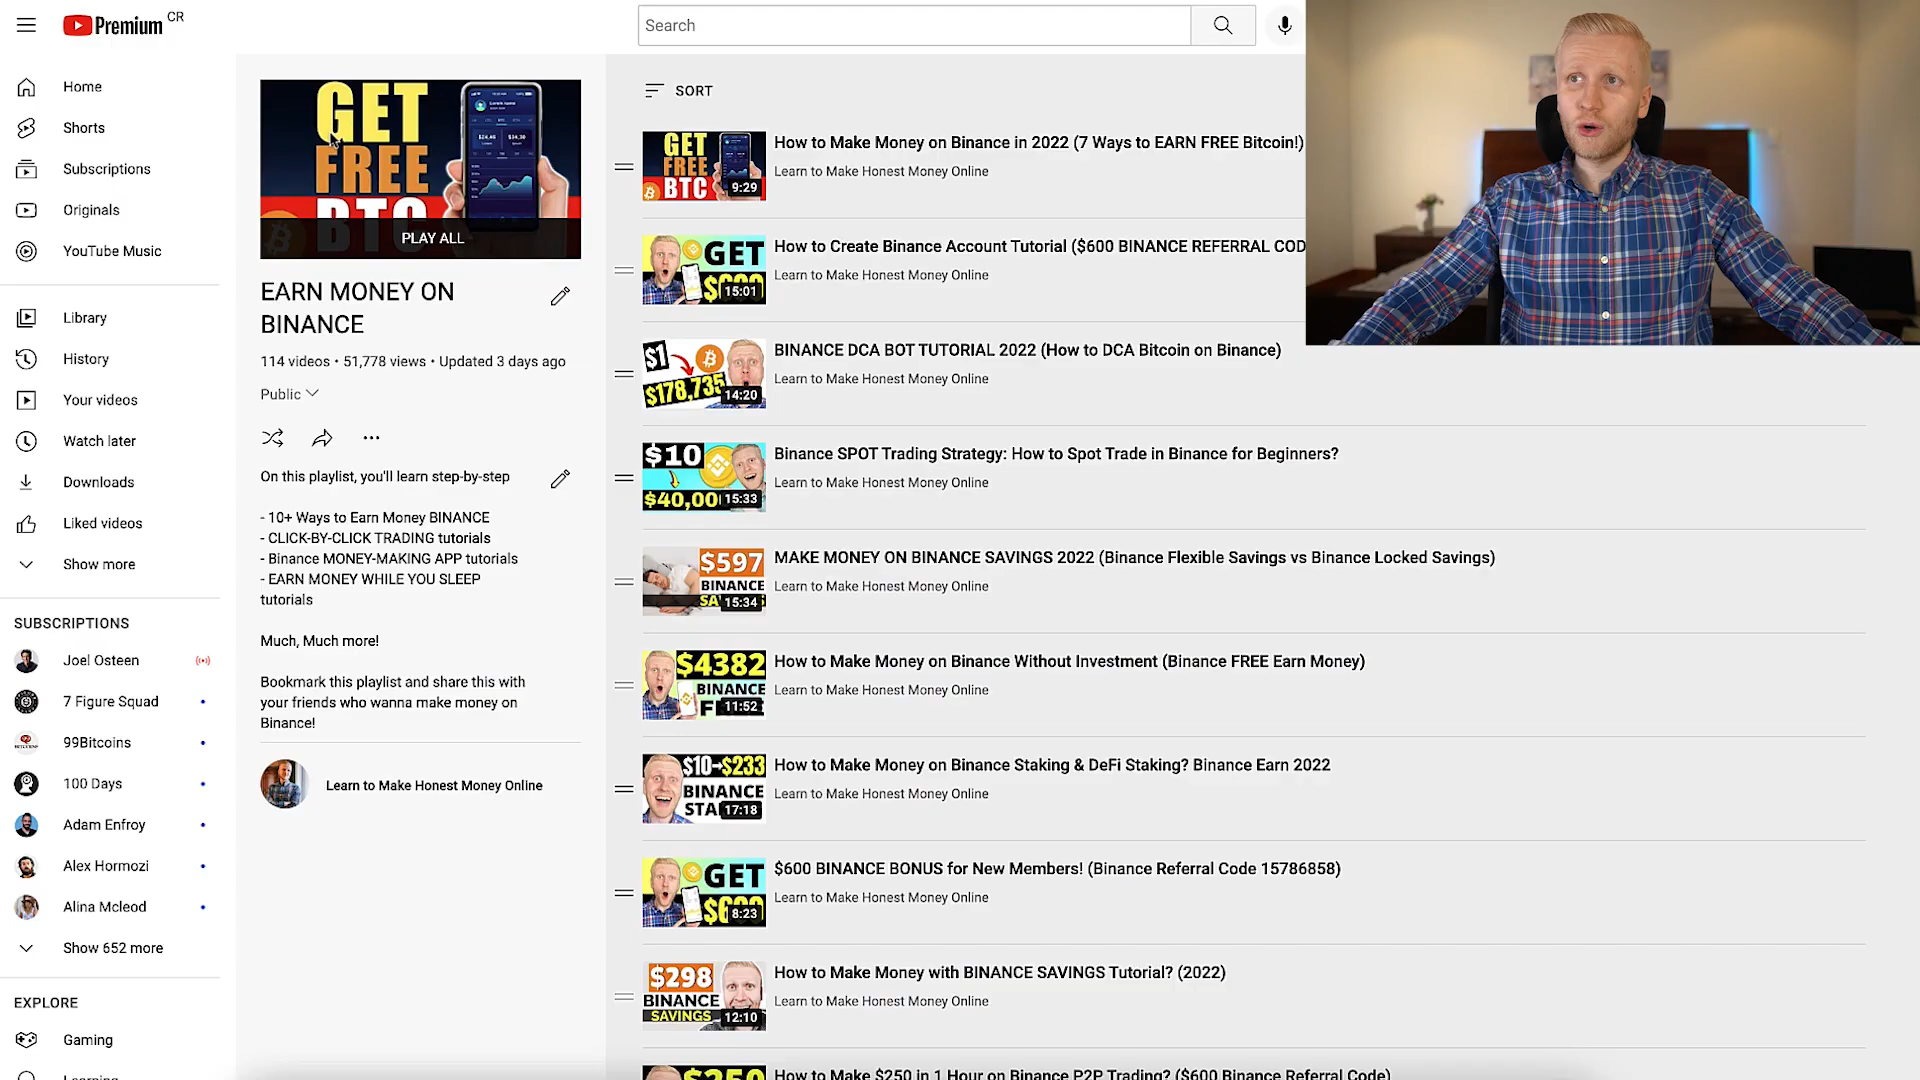 Premium CR
Search
Home
Shorts
Subscriptions
Originals
YouTube Music
Library
History
Your videos
Watch later
Downloads
Liked videos
Show more
SUBSCRIPTIONS
Joel Osteen
7 Figure Squad
99Bitcoins
100 Days
Adam Enfroy
Alex Hormozi
Alina Mcleod
Show 652 more
EXPLORE
Gaming
Learning
GET
FREE
BTC
PLAY ALL
EARN MONEY ON
BINANCE
114 videos • 51,778 views • Updated 3 days ago
Public
On this playlist, you'll learn step-by-step
- 10+ Ways to Earn Money BINANCE
- CLICK-BY-CLICK TRADING tutorials
- Binance MONEY-MAKING APP tutorials
- EARN MONEY WHILE YOU SLEEP
tutorials
Much, Much more!
Bookmark this playlist and share this with
your friends who wanna make money on
Binance!
Learn to Make Honest Money Online
SORT
GET
FREE
BTC
9:29
How to Make Money on Binance in 2022 (7 Ways to EARN FREE Bitcoin!)
Learn to Make Honest Money Online
GET
15:01
How to Create Binance Account Tutorial ($600 BINANCE REFERRAL COD
Learn to Make Honest Money Online
$1
$178,735
14:20
BINANCE DCA BOT TUTORIAL 2022 (How to DCA Bitcoin on Binance)
Learn to Make Honest Money Online
$10
$40,00
15:33
Binance SPOT Trading Strategy: How to Spot Trade in Binance for Beginners?
Learn to Make Honest Money Online
$597
BINANCE
15:34
MAKE MONEY ON BINANCE SAVINGS 2022 (Binance Flexible Savings vs Binance Locked Savings)
Learn to Make Honest Money Online
$4382
BINANCE
11:52
How to Make Money on Binance Without Investment (Binance FREE Earn Money)
Learn to Make Honest Money Online
$10→$233
BINANCE
STA
17:18
How to Make Money on Binance Staking & DeFi Staking? Binance Earn 2022
Learn to Make Honest Money Online
GET
8:23
$600 BINANCE BONUS for New Members! (Binance Referral Code 15786858)
Learn to Make Honest Money Online
$298
BINANCE
SAVINGS
12:10
How to Make Money with BINANCE SAVINGS Tutorial? (2022)
Learn to Make Honest Money Online
$250
How to Make $250 in 1 Hour on Binance P2P Trading? ($600 Binance Referral Code)